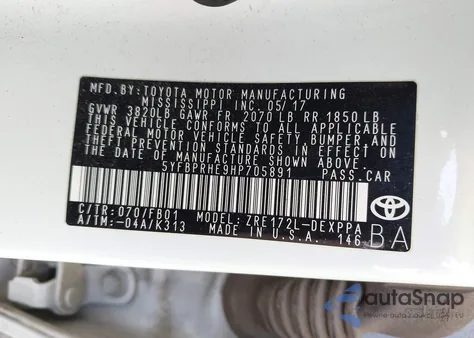 MFD. BY: TOYOTA MOTOR MANUFACTURING
MISSISSIPPI INC. 05/17
GVWR 3820LB GAWR FR 2070 LB RR 1850 LB
THIS VEHICLE CONFORMS TO ALL APPLICABLE
FEDERAL MOTOR VEHICLE SAFETY, BUMPER, AND
THEFT PREVENTION STANDARDS IN EFFECT ON
THE DATE OF MANUFACTURE SHOWN ABOVE.
5YFBPRHE9HP705891 PASS.CAR
C/TR: 070/FB01 MODEL: ZRE172L-DEXPPA
A/TM: -04A/K313 MADE IN U.S.A. 146
TOYOTA
BA
autaSnap